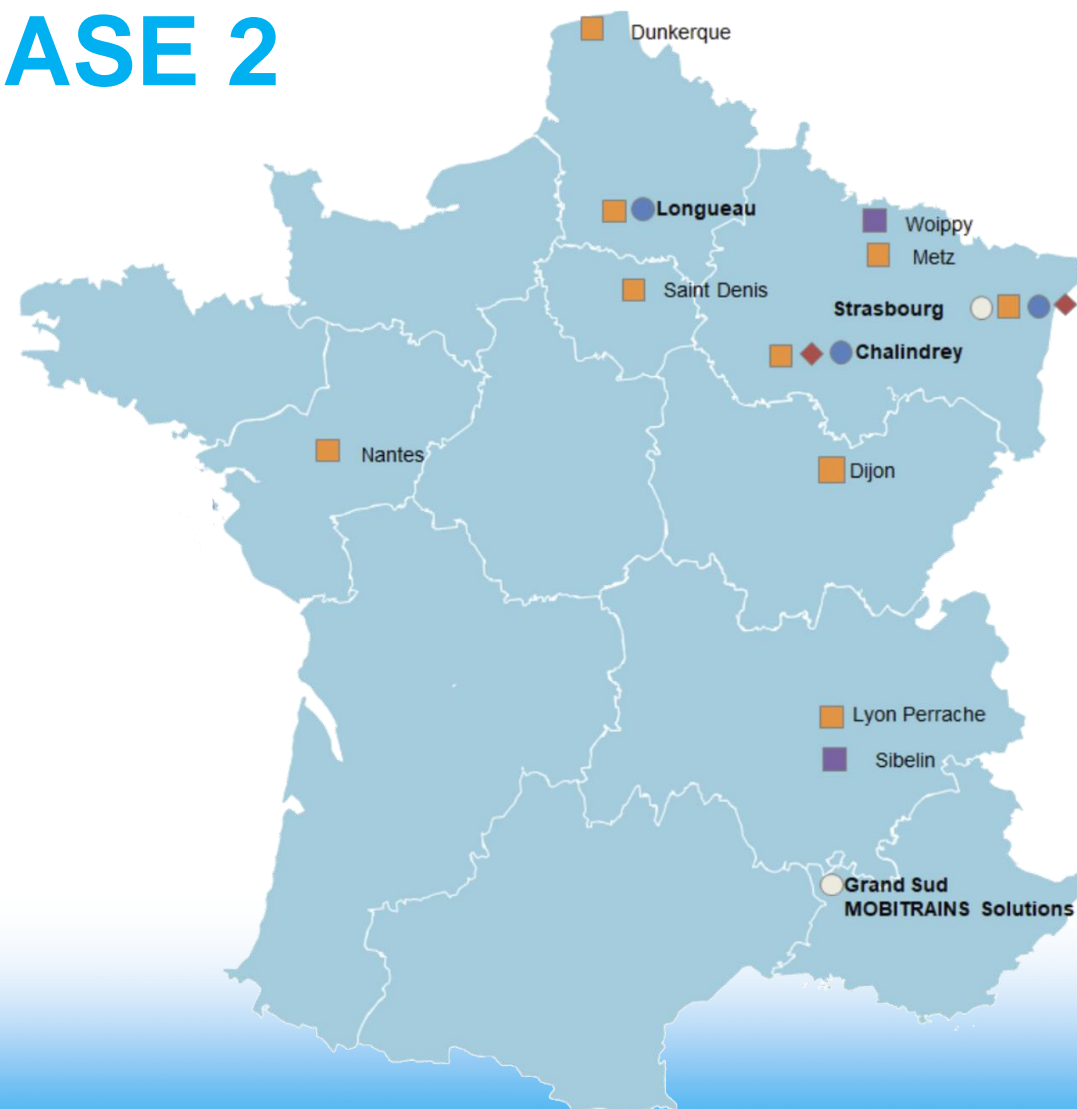 ASE 2
Dunkerque
Longueau
Woippy
Metz
Saint Denis
Strasbourg
Chalindrey
Nantes
Dijon
Lyon Perrache
Sibelin
Grand Sud
MOBITRAINS Solutions